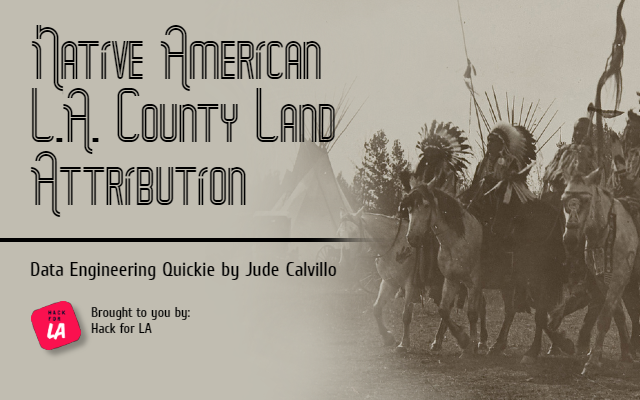 Native American
L.A. County Land
Attribution
Data Engineering Quickie by Jude Calvillo
HACK
FOR
LA
Brought to you by:
Hack for LA